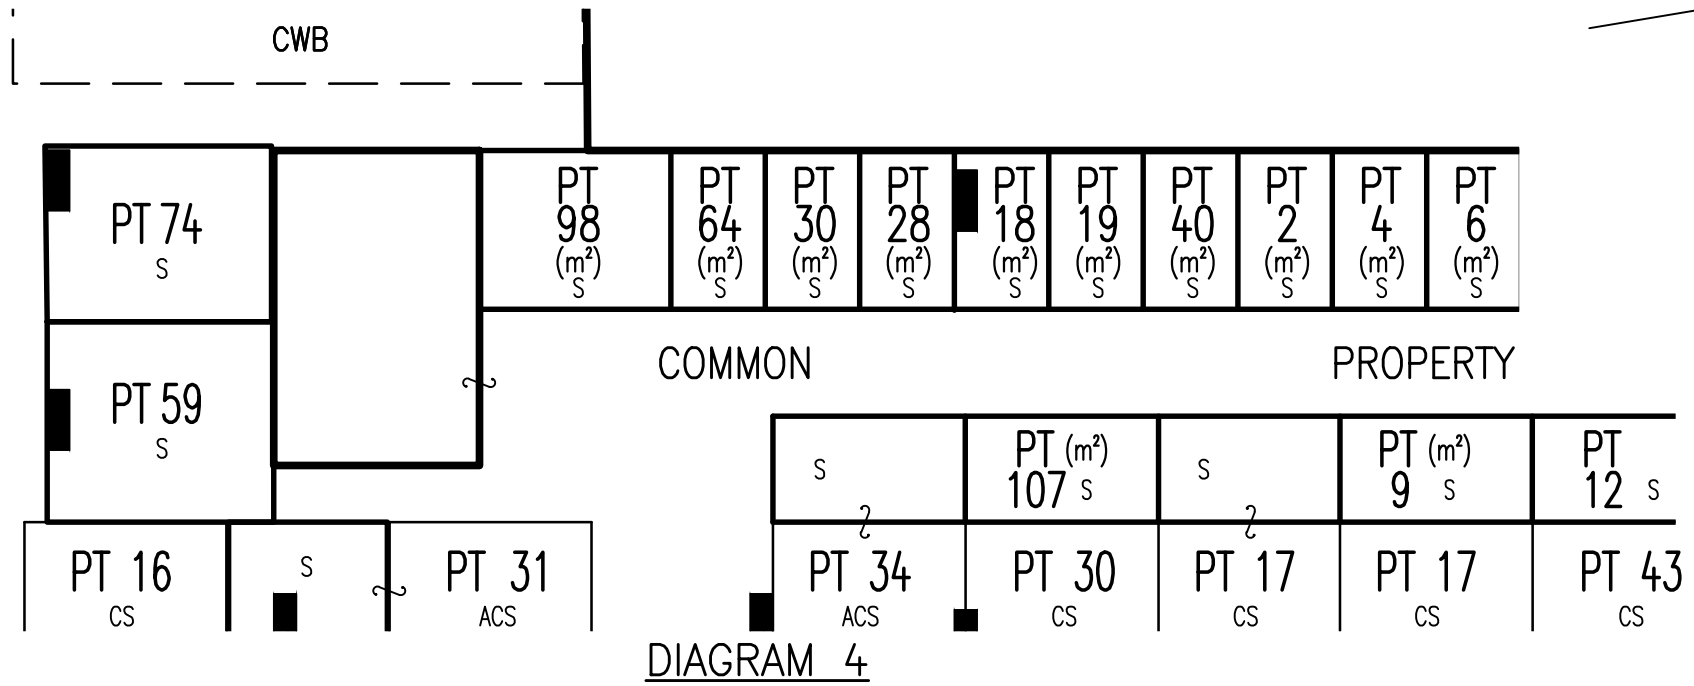 CWB
PT 74
S
PT
98
(m²)
S
PT
64
(m²)
S
PT
30
(m²)
S
PT
28
(m²)
S
PT
18
(m²)
S
PT
19
(m²)
S
PT
40
(m²)
S
PT
2
(m²)
S
PT
4
(m²)
S
PT
6
(m²)
S
COMMON PROPERTY
PT 59
S
S
PT (m²)
107 S
S
PT (m²)
9 S
PT
12 S
PT 16
CS
S
PT 31
ACS
PT 34
ACS
PT 30
CS
PT 17
CS
PT 17
CS
PT 43
CS
DIAGRAM 4